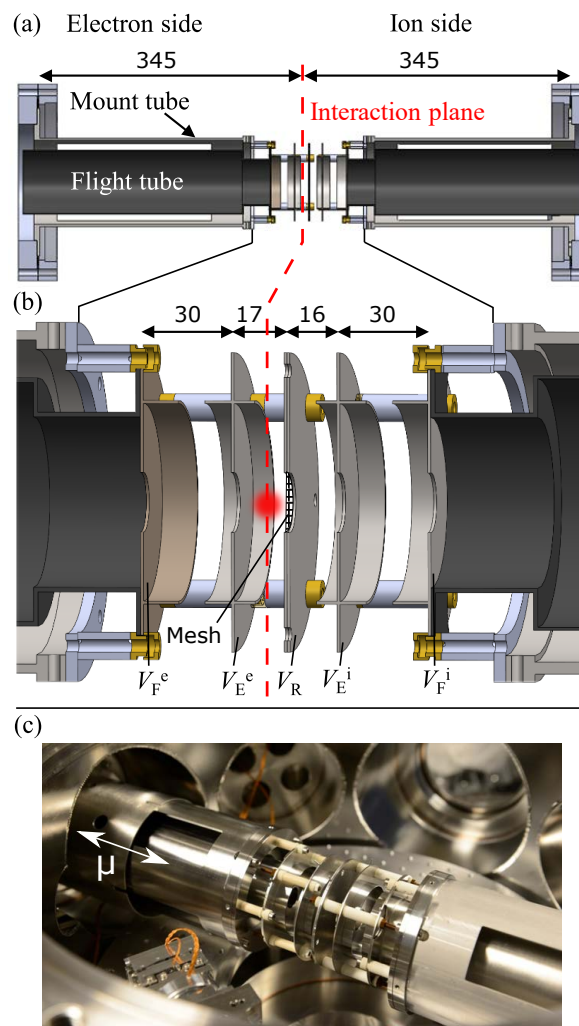 (a)
Electron side
Ion side
345
345
Mount tube
Interaction plane
Flight tube
(b)
30
17
16
30
Mesh
V_F^e
V_E^e
V_R
V_E^i
V_F^i
(c)
μ